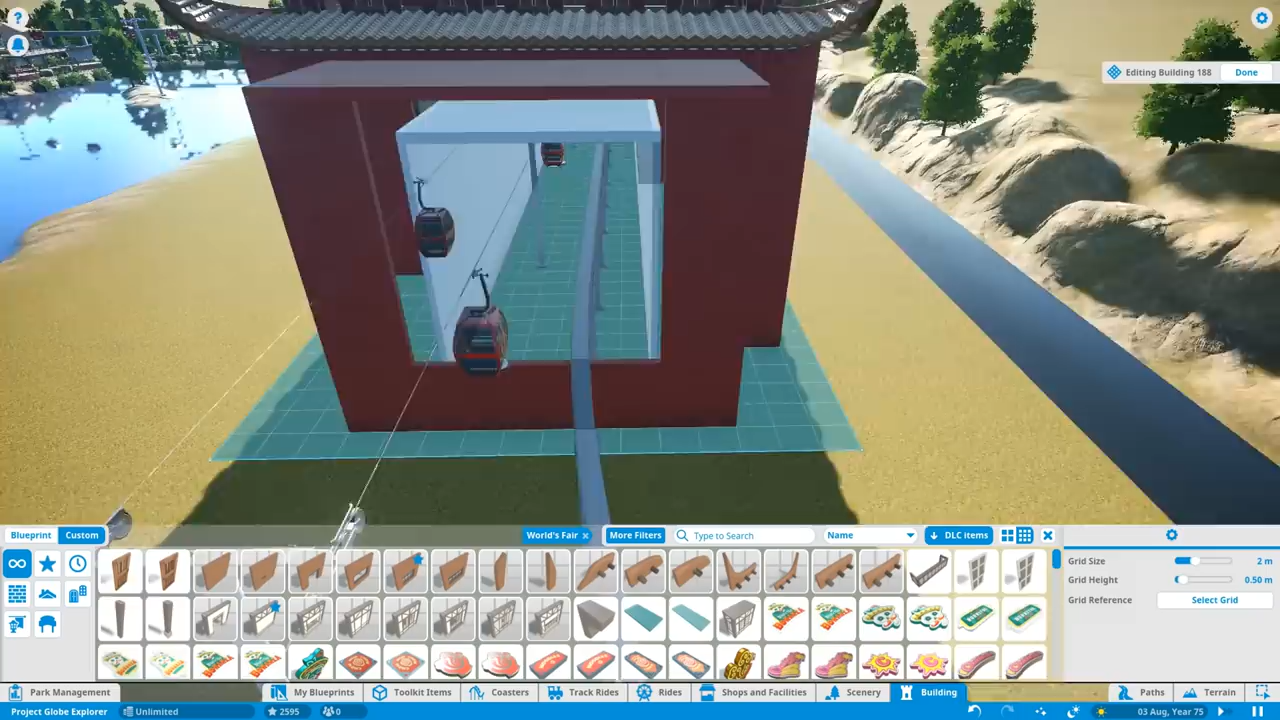 ?
Editing Building 188
Done
Blueprint
Custom
World's Fair ×
More Filters
Type to Search
Name
DLC items
Grid Size
2 m
Grid Height
0.50 m
Grid Reference
Select Grid
Park Management
My Blueprints
Toolkit Items
Coasters
Track Rides
Rides
Shops and Facilities
Scenery
Building
Paths
Terrain
Project Globe Explorer
Unlimited
2595
0
03 Aug, Year 75